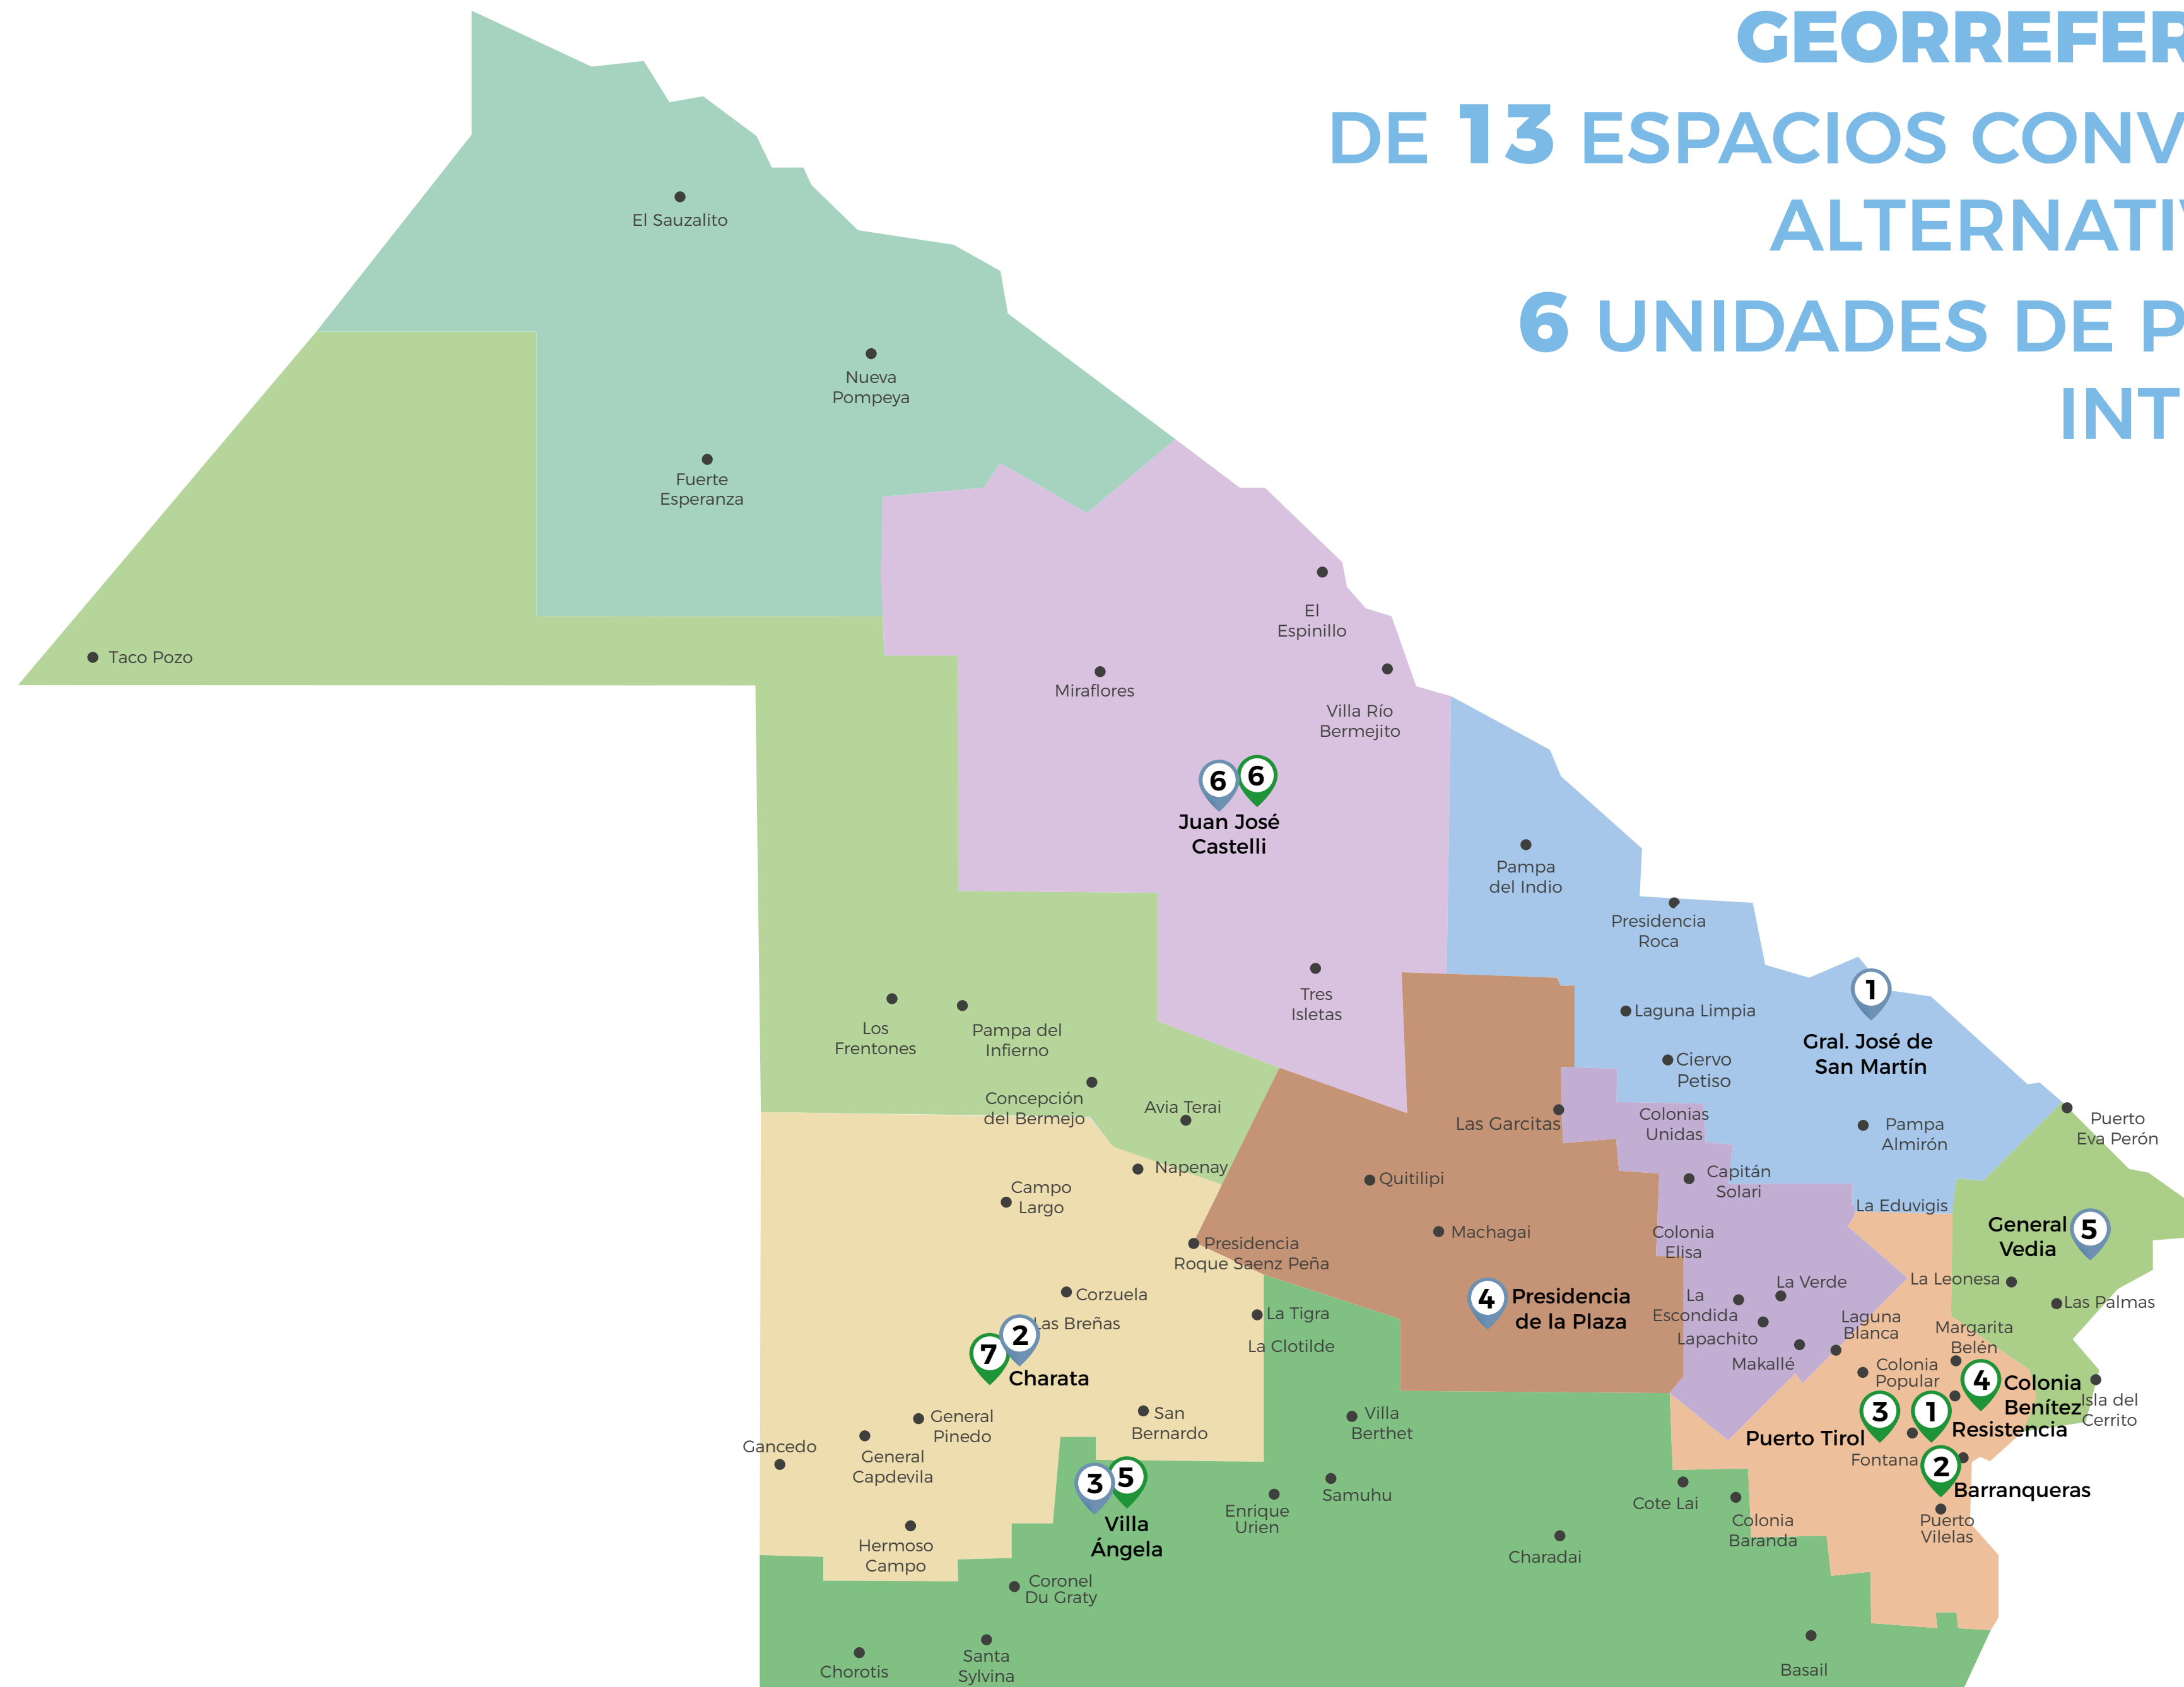 GEORREFER
DE 13 ESPACIOS CONV
ALTERNATIV
6 UNIDADES DE P
INT
El Sauzalito
Nueva
Pompeya
Fuerte
Esperanza
Taco Pozo
El
Espinillo
Miraflores
Villa Río
Bermejito
6
6
Juan José
Castelli
Pampa
del Indio
Presidencia
Roca
Tres
Isletas
Los
Frentones
Pampa del
Infierno
Laguna Limpia
1
Gral. José de
San Martín
Ciervo
Petiso
Concepción
del Bermejo
Avia Terai
Las Garcitas
Colonias
Unidas
Pampa
Almirón
Puerto
Eva Perón
Napenay
Campo
Largo
Quitilipi
Capitán
Solari
La Eduvigis
Presidencia
Roque Saenz Peña
Machagai
Colonia
Elisa
General
Vedia
5
Corzuela
La Tigra
La Clotilde
4
Presidencia
de la Plaza
La
Escondida
La Verde
La Leonesa
Las Palmas
Las Breñas
2
7
Charata
Lapachito
Makallé
Laguna
Blanca
Margarita
Belén
Colonia
Popular
4
Colonia
Benítez
Isla del
Cerrito
3
1
Resistencia
Puerto Tirol
Fontana
2
Barranqueras
Puerto
Vilelas
General
Pinedo
San
Bernardo
Villa
Berthet
Gancedo
General
Capdevila
3
5
Villa
Ángela
Enrique
Urien
Samuhu
Cote Lai
Colonia
Baranda
Hermoso
Campo
Charadai
Coronel
Du Graty
Chorotis
Santa
Sylvina
Basail